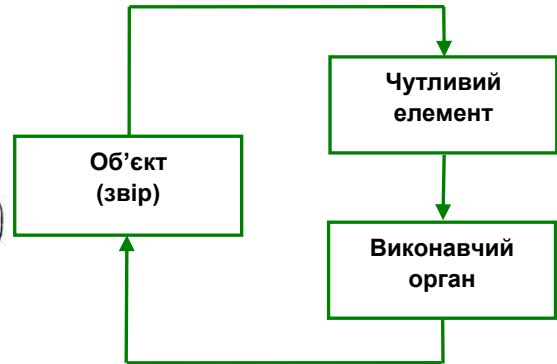 Чутливий
елемент
Об’єкт
(звір)
Виконавчий
орган